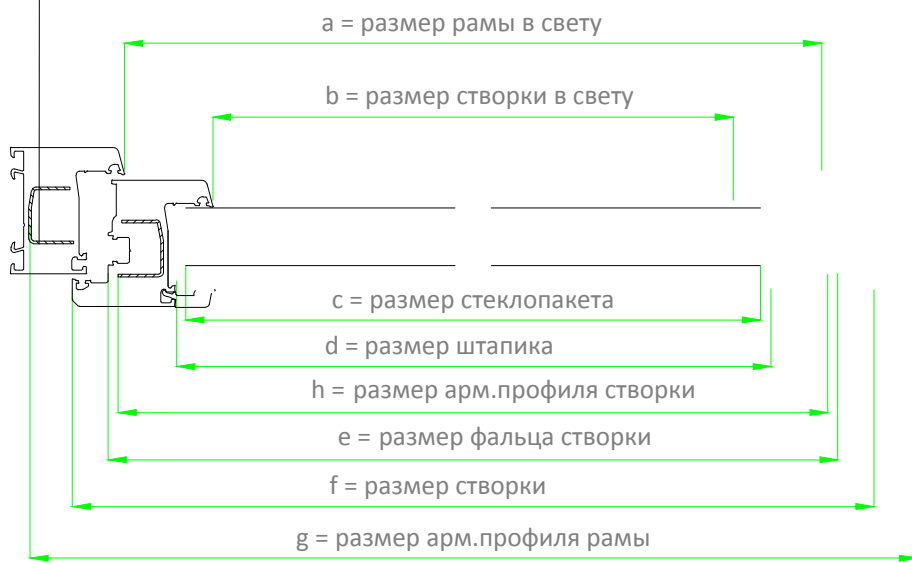 a = размер рамы в свету
b = размер створки в свету
c = размер стеклопакета
d = размер штапика
h = размер арм.профиля створки
e = размер фальца створки
f = размер створки
g = размер арм.профиля рамы